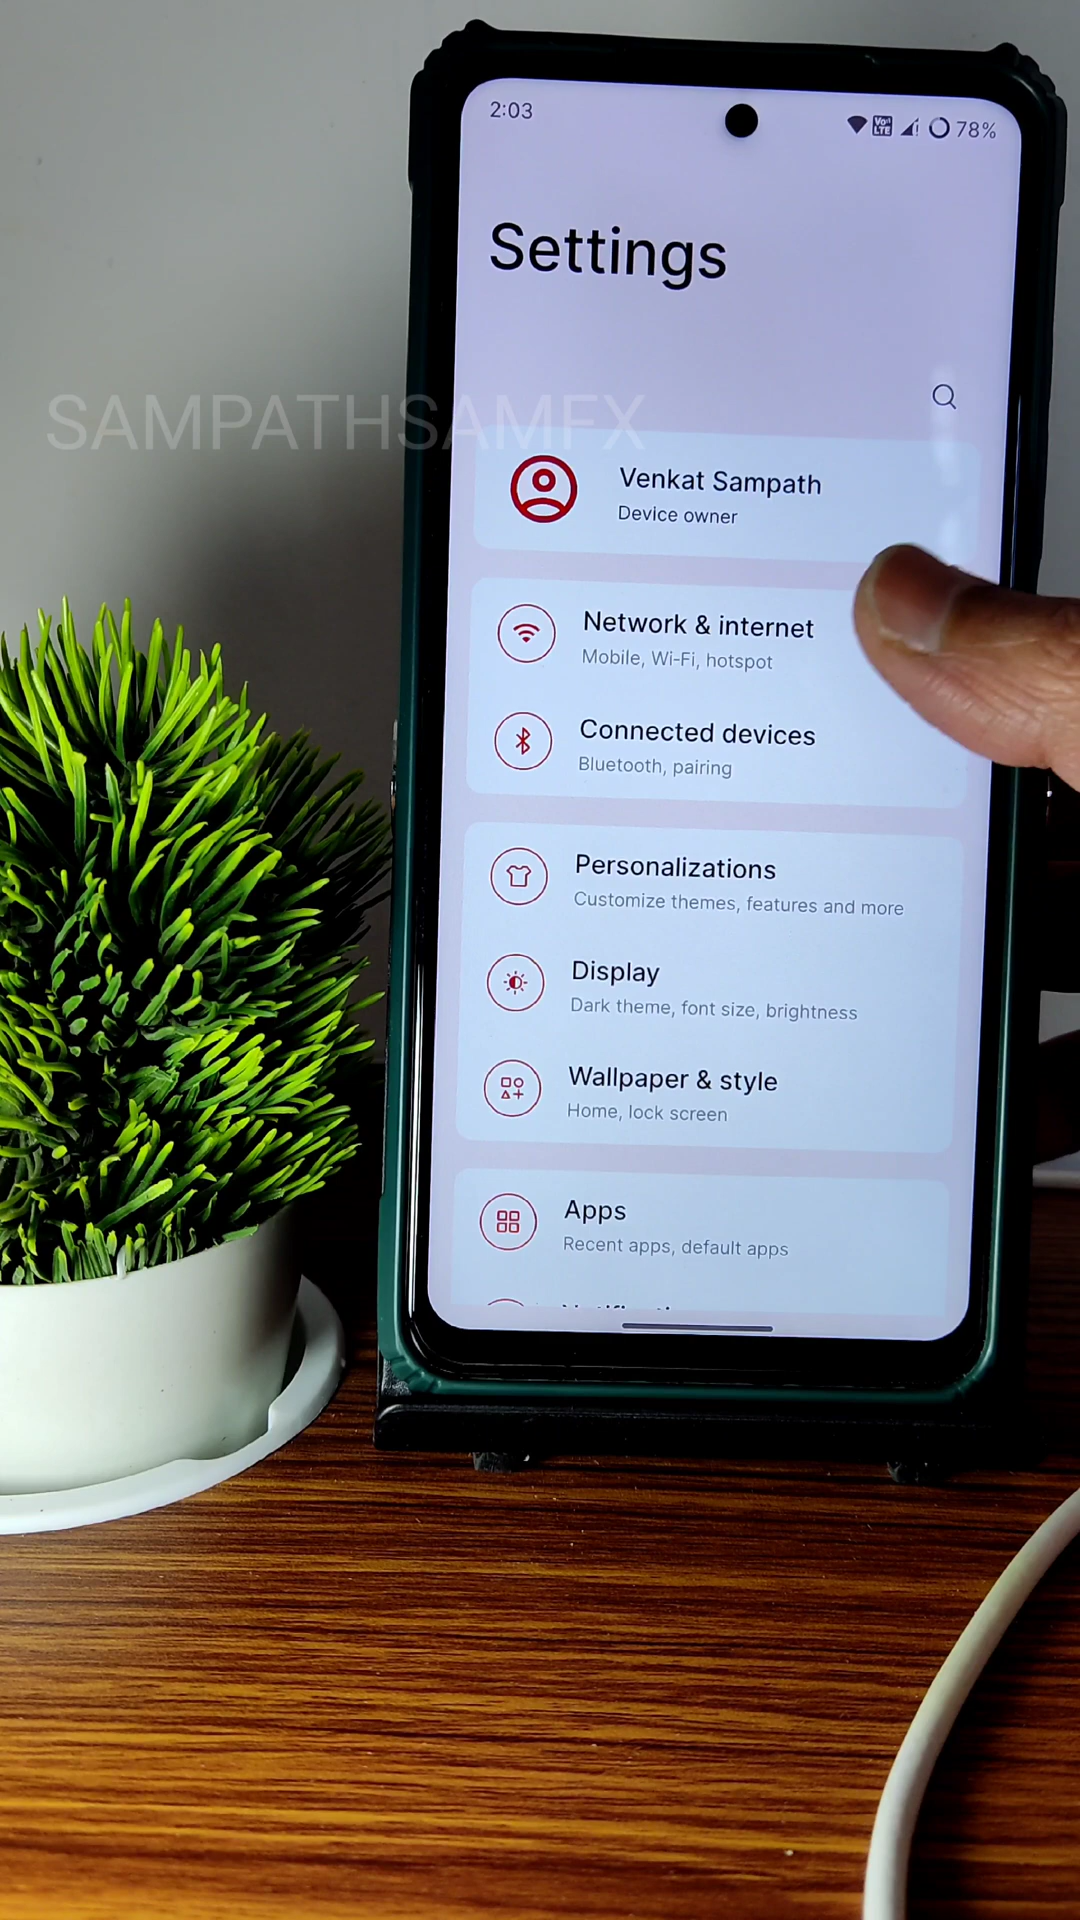 2:03
Vo))
LTE
78%
Settings
SAMPATHSAMFX
Venkat Sampath
Device owner
Network & internet
Mobile, Wi-Fi, hotspot
Connected devices
Bluetooth, pairing
Personalizations
Customize themes, features and more
Display
Dark theme, font size, brightness
Wallpaper & style
Home, lock screen
Apps
Recent apps, default apps